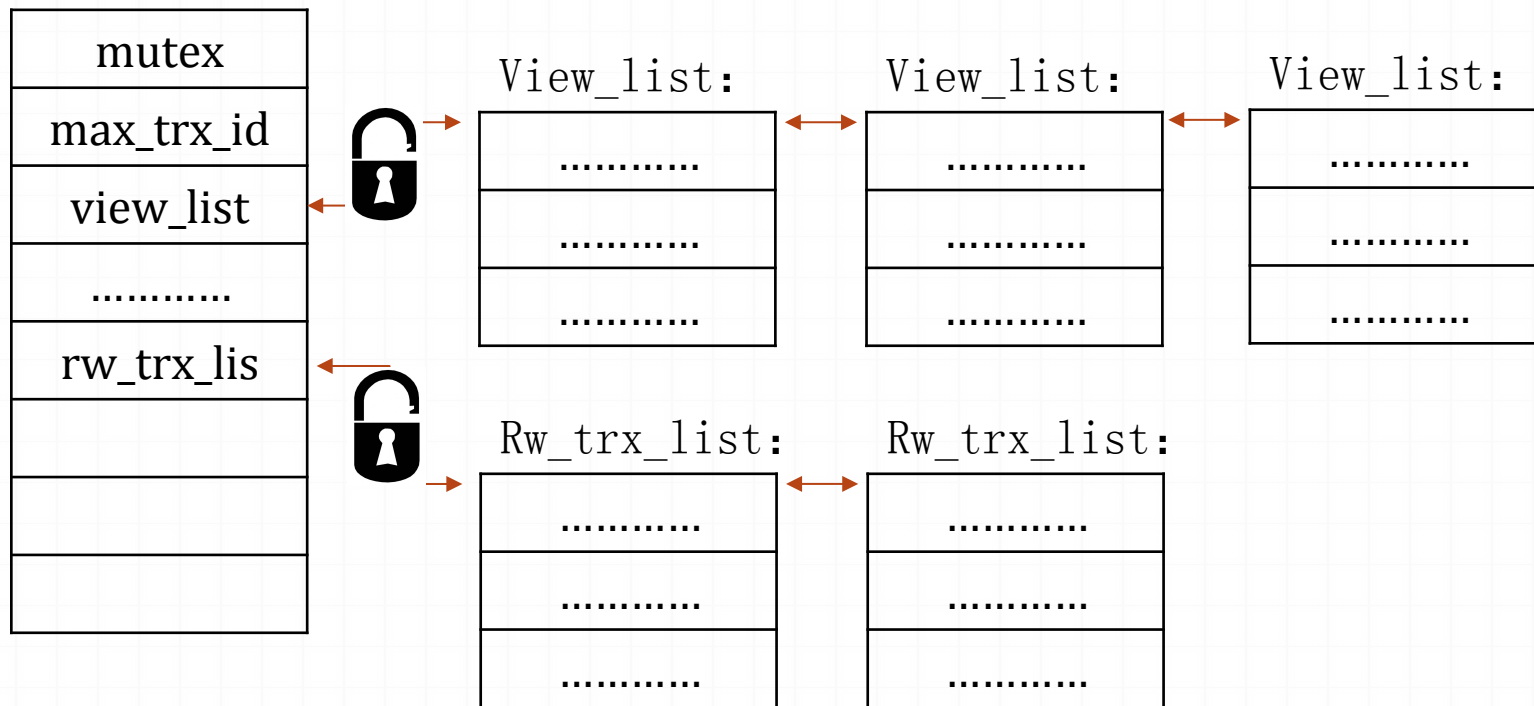 mutex
max_trx_id
view_list
…………
rw_trx_lis
View_list：
…………
…………
…………
View_list：
…………
…………
…………
View_list：
…………
…………
…………
Rw_trx_list：
…………
…………
…………
Rw_trx_list：
…………
…………
…………